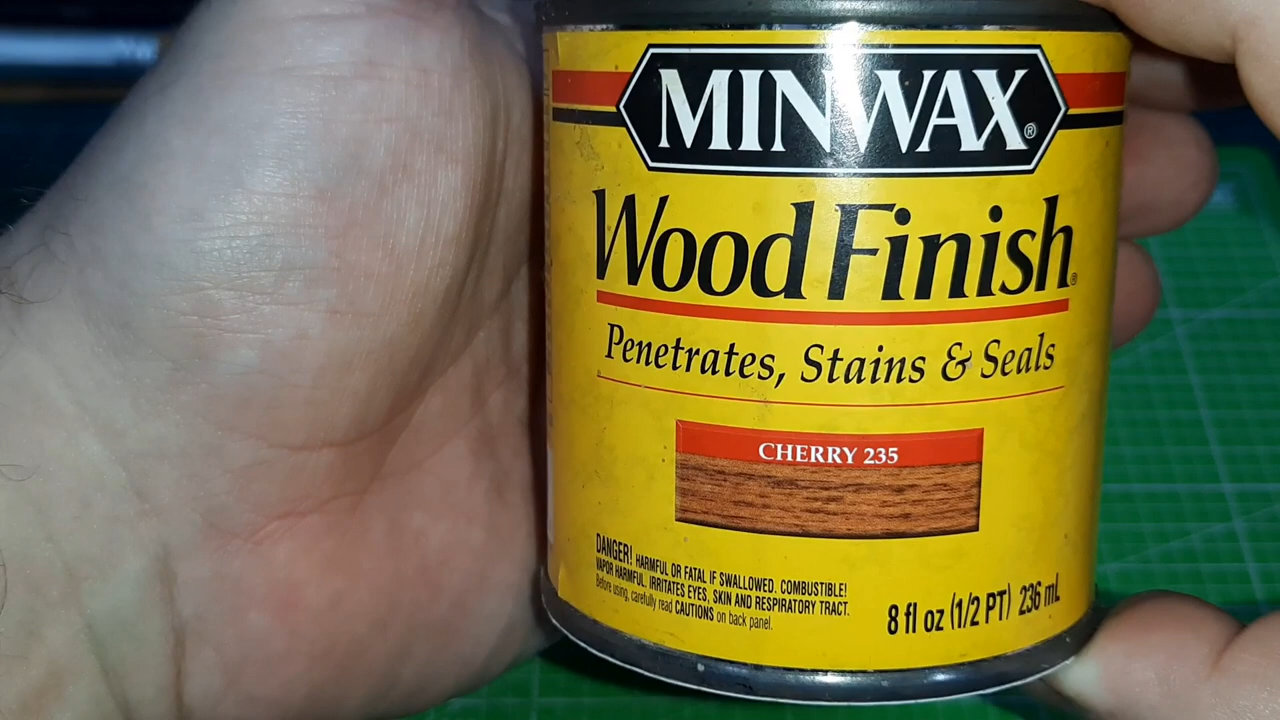 MINWAX®
Wood Finish®
Penetrates, Stains & Seals
CHERRY 235
DANGER! HARMFUL OR FATAL IF SWALLOWED. COMBUSTIBLE!
VAPOR HARMFUL. IRRITATES EYES, SKIN AND RESPIRATORY TRACT.
Before using, carefully read CAUTIONS on back panel.
8 fl oz (1/2 PT) 236 mL